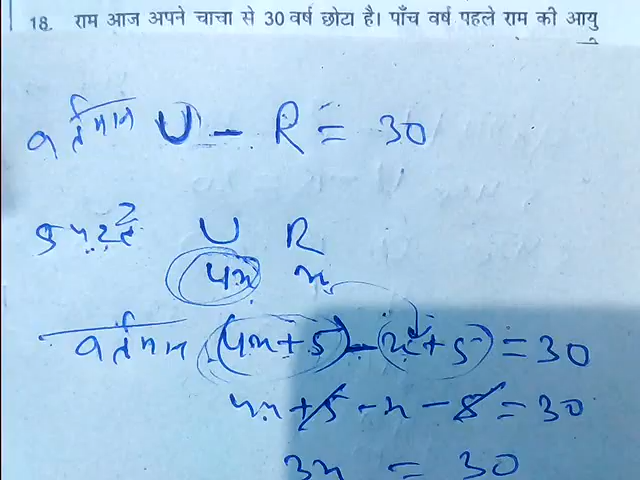 18. राम आज अपने चाचा से 30 वर्ष छोटा है। पाँच वर्ष पहले राम की आयु
वर्तमान U - R = 30
5 y पहले U R
4x x
वर्तमान (4x+5) - (x+5) = 30
4x+5 - x - 5 = 30
3x = 30